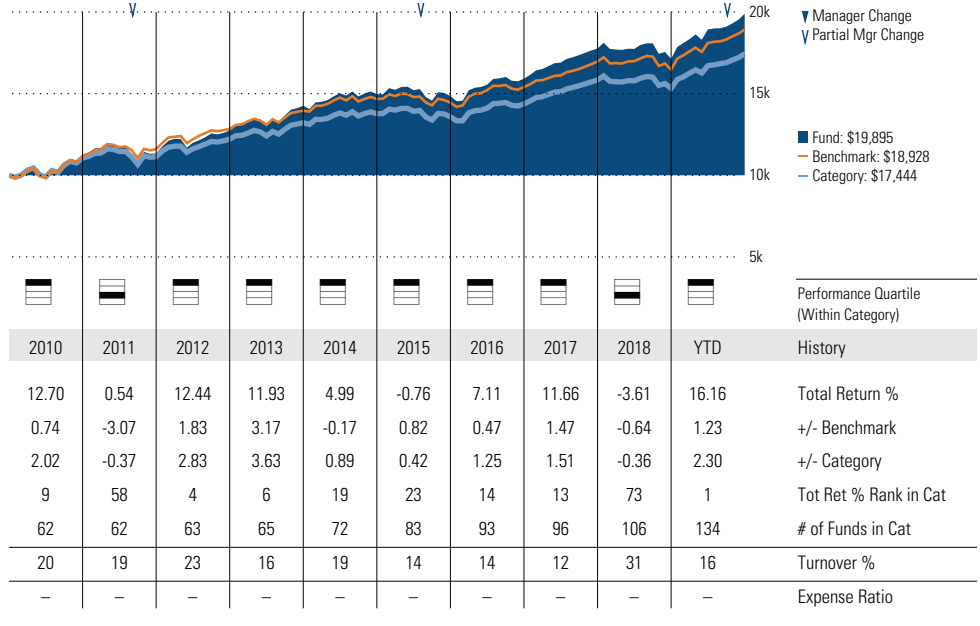 20k
Manager Change
Partial Mgr Change
15k
Fund: $19,895
Benchmark: $18,928
10k
Category: $17,444
5k
Performance Quartile
(Within Category)
2010 2011 2012 2013 2014 2015 2016 2017 2018 YTD History
12.70 0.54 12.44 11.93 4.99 -0.76 7.11 11.66 -3.61 16.16 Total Return %
0.74 -3.07 1.83 3.17 -0.17 0.82 0.47 1.47 -0.64 1.23 +/- Benchmark
2.02 -0.37 2.83 3.63 0.89 0.42 1.25 1.51 -0.36 2.30 +/- Category
9 58 4 6 19 23 14 13 73 1 Tot Ret % Rank in Cat
62 62 63 65 72 83 93 96 106 134 # of Funds in Cat
20 19 23 16 19 14 14 12 31 16 Turnover %
– – – – – – – – – – Expense Ratio